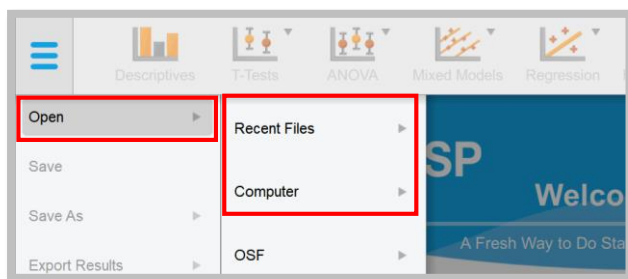 Descriptives
T-Tests
ANOVA
Mixed Models
Regression
Open
Save
Save As
Export Results
Recent Files
Computer
OSF
SP
Welco
A Fresh Way to Do Sta